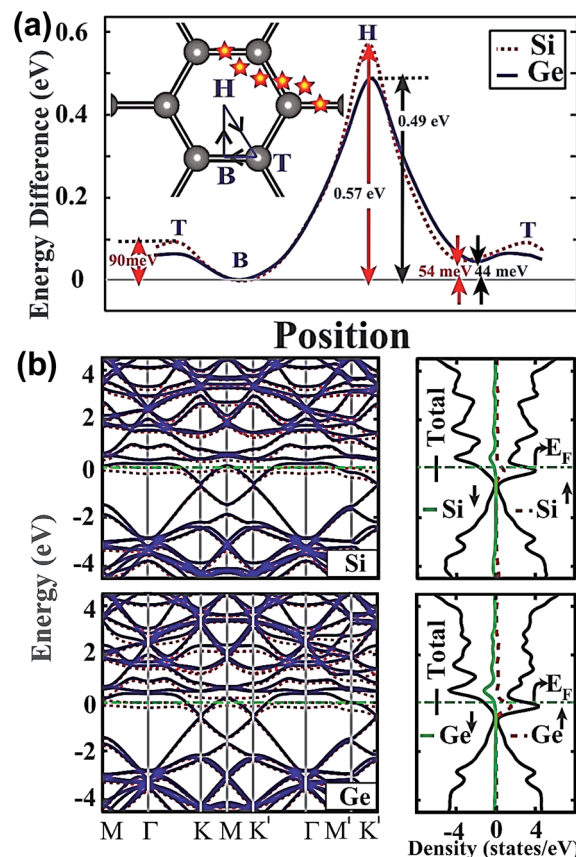 (a)
0.6
0.4
0.2
0
Energy Difference (eV)
H
Si
Ge
H
B
T
0.49 eV
0.57 eV
T
B
T
90meV
54 meV
44 meV
Position
(b)
4
2
0
-2
-4
Si
4
2
0
-2
-4
Ge
Energy (eV)
M Γ K M K' Γ M' K'
Total
E_F
Si ↓
Si ↑
Total
E_F
Ge ↓
Ge ↑
-4 0 4
Density (states/eV)